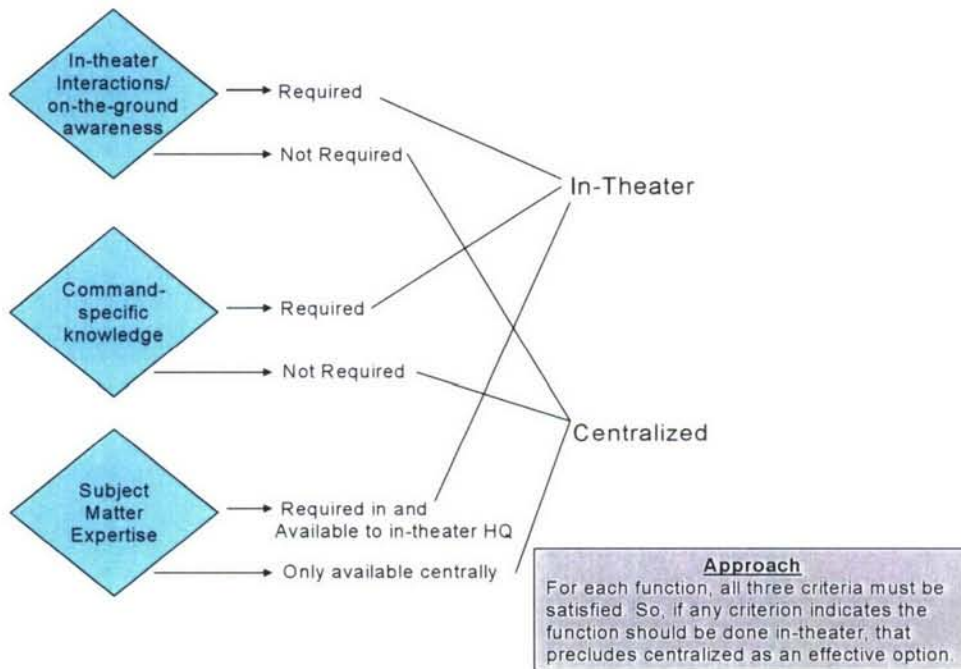 In-theater
Interactions/
on-the-ground
awareness
Required
Not Required
In-Theater
Command-
specific
knowledge
Required
Not Required
Centralized
Subject
Matter
Expertise
Required in and
Available to in-theater HQ
Only available centrally
Approach
For each function, all three criteria must be
satisfied. So, if any criterion indicates the
function should be done in-theater, that
precludes centralized as an effective option.